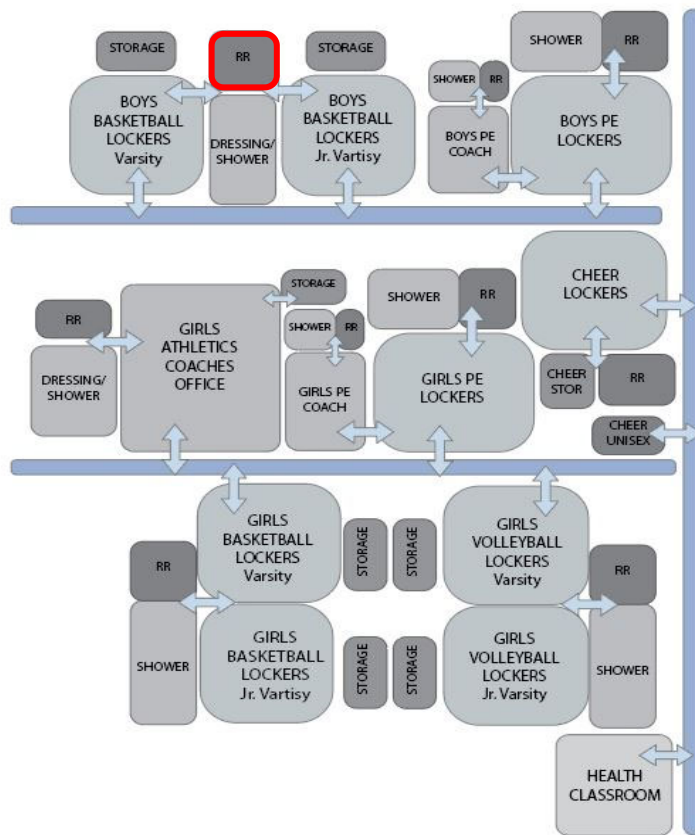 STORAGE
RR
STORAGE
SHOWER
RR
SHOWER
RR
BOYS
BASKETBALL
LOCKERS
Varsity
DRESSING/
SHOWER
BOYS
BASKETBALL
LOCKERS
Jr. Vartisy
BOYS PE
COACH
BOYS PE
LOCKERS
STORAGE
RR
GIRLS
ATHLETICS
COACHES
OFFICE
SHOWER
RR
SHOWER
RR
CHEER
LOCKERS
DRESSING/
SHOWER
GIRLS PE
COACH
GIRLS PE
LOCKERS
CHEER
STOR
RR
CHEER
UNISEX
GIRLS
BASKETBALL
LOCKERS
Varsity
STORAGE
STORAGE
GIRLS
VOLLEYBALL
LOCKERS
Varsity
RR
RR
SHOWER
GIRLS
BASKETBALL
LOCKERS
Jr. Vartisy
STORAGE
STORAGE
GIRLS
VOLLEYBALL
LOCKERS
Jr. Varsity
SHOWER
HEALTH
CLASSROOM